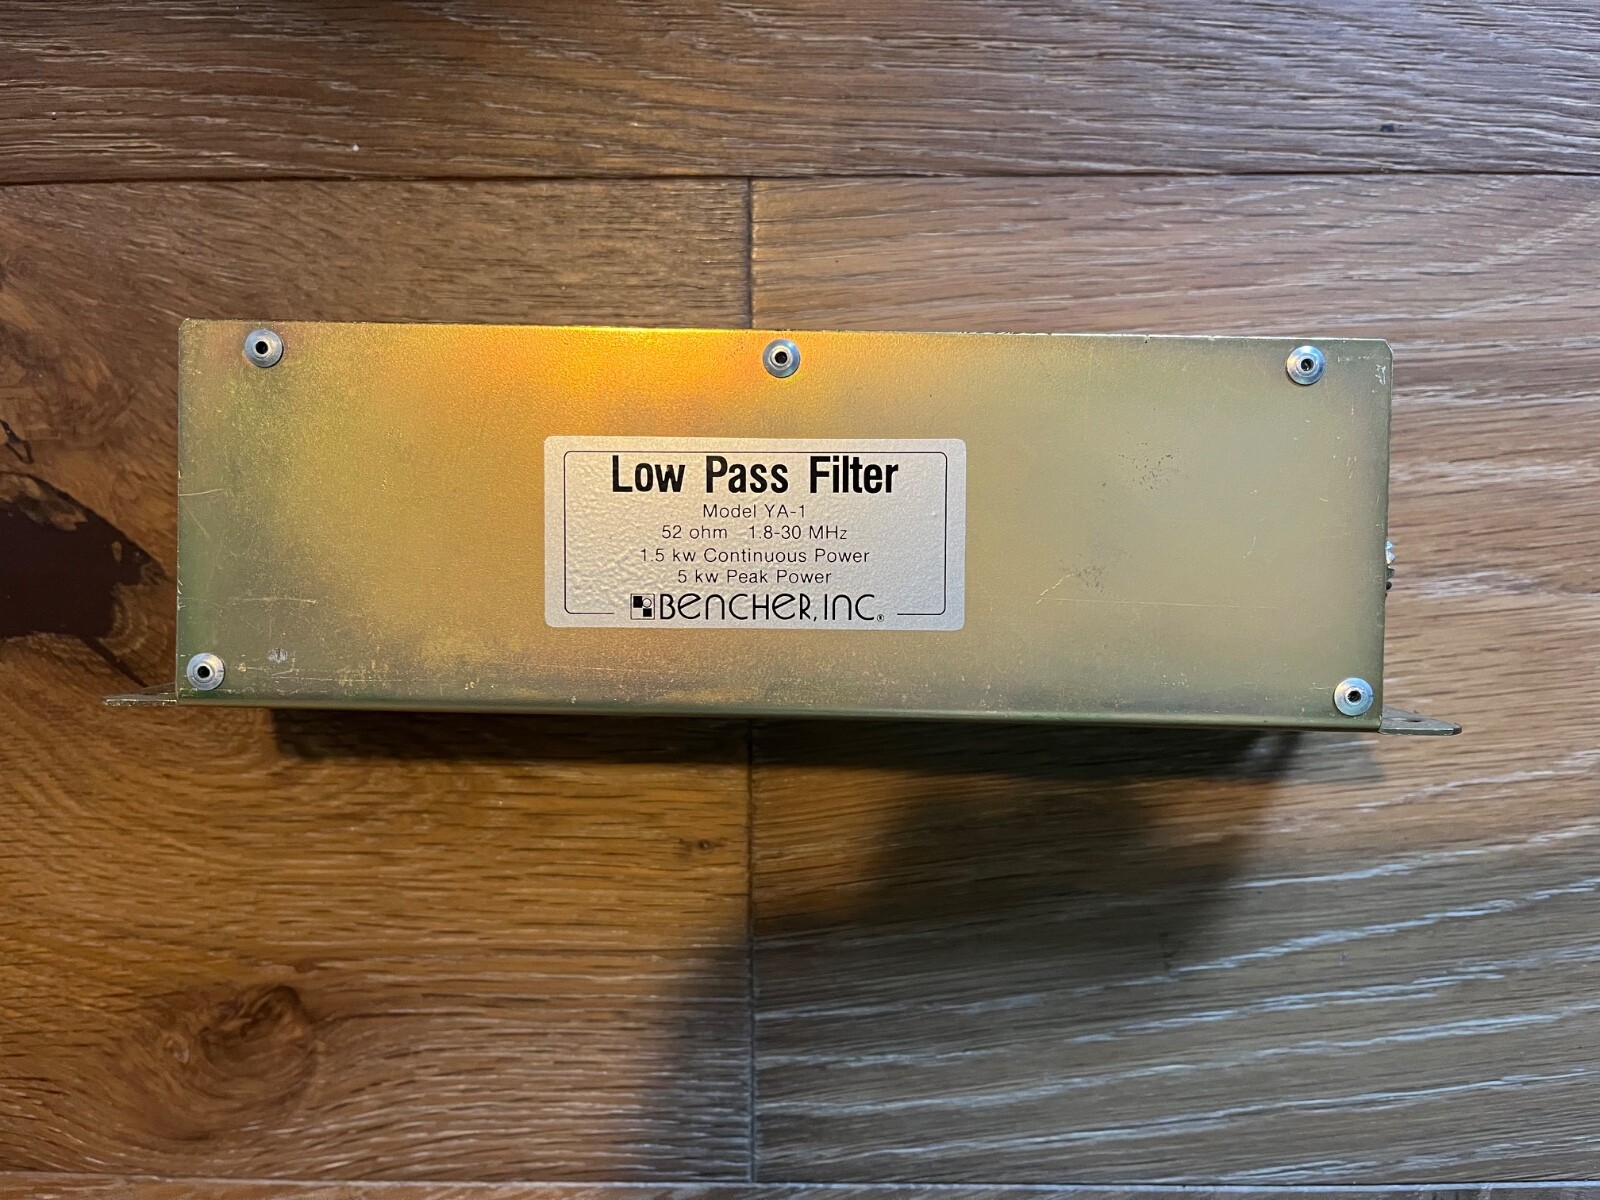 Low Pass Filter
Model YA-1
52 ohm 1.8-30 MHz
1.5 kw Continuous Power
5 kw Peak Power
BENCHER, INC.®